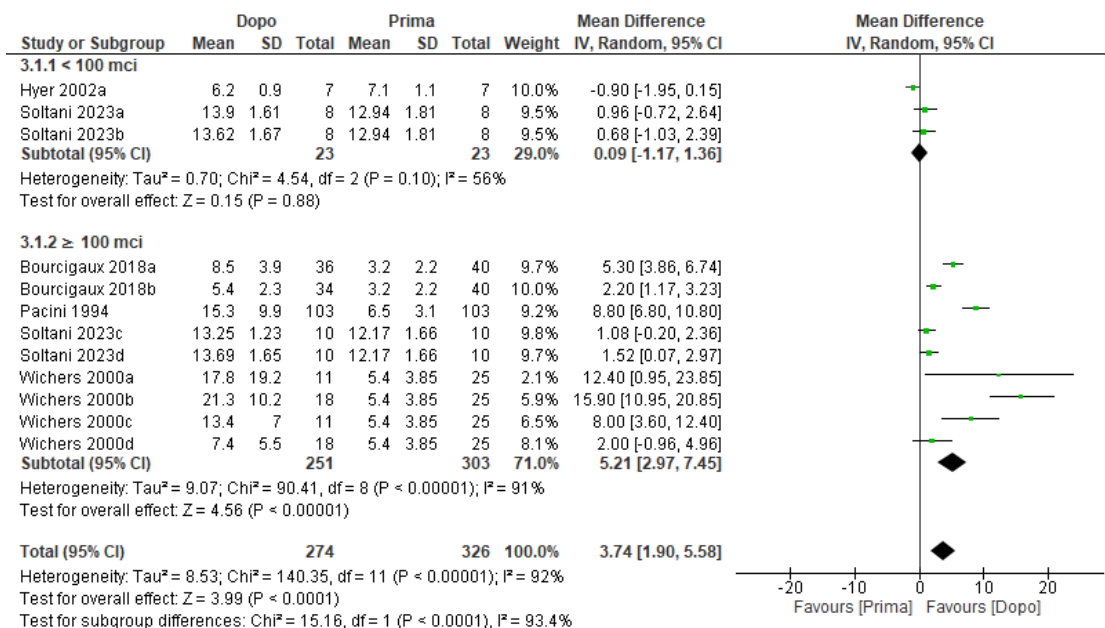 Dopo Prima Mean Difference Mean Difference
Study or Subgroup Mean SD Total Mean SD Total Weight IV, Random, 95% CI IV, Random, 95% CI
3.1.1 < 100 mci
Hyer 2002a 6.2 0.9 7 7.1 1.1 7 10.0% -0.90 [-1.95, 0.15]
Soltani 2023a 13.9 1.61 8 12.94 1.81 8 9.5% 0.96 [-0.72, 2.64]
Soltani 2023b 13.62 1.67 8 12.94 1.81 8 9.5% 0.68 [-1.03, 2.39]
Subtotal (95% CI) 23 23 29.0% 0.09 [-1.17, 1.36]
Heterogeneity: Tau² = 0.70; Chi² = 4.54, df = 2 (P = 0.10); I² = 56%
Test for overall effect: Z = 0.15 (P = 0.88)
3.1.2 ≥ 100 mci
Bourcigaux 2018a 8.5 3.9 36 3.2 2.2 40 9.7% 5.30 [3.86, 6.74]
Bourcigaux 2018b 5.4 2.3 34 3.2 2.2 40 10.0% 2.20 [1.17, 3.23]
Pacini 1994 15.3 9.9 103 6.5 3.1 103 9.2% 8.80 [6.80, 10.80]
Soltani 2023c 13.25 1.23 10 12.17 1.66 10 9.8% 1.08 [-0.20, 2.36]
Soltani 2023d 13.69 1.65 10 12.17 1.66 10 9.7% 1.52 [0.07, 2.97]
Wichers 2000a 17.8 19.2 11 5.4 3.85 25 2.1% 12.40 [0.95, 23.85]
Wichers 2000b 21.3 10.2 18 5.4 3.85 25 5.9% 15.90 [10.95, 20.85]
Wichers 2000c 13.4 7 11 5.4 3.85 25 6.5% 8.00 [3.60, 12.40]
Wichers 2000d 7.4 5.5 18 5.4 3.85 25 8.1% 2.00 [-0.96, 4.96]
Subtotal (95% CI) 251 303 71.0% 5.21 [2.97, 7.45]
Heterogeneity: Tau² = 9.07; Chi² = 90.41, df = 8 (P < 0.00001); I² = 91%
Test for overall effect: Z = 4.56 (P < 0.00001)
Total (95% CI) 274 326 100.0% 3.74 [1.90, 5.58]
Heterogeneity: Tau² = 8.53; Chi² = 140.35, df = 11 (P < 0.00001); I² = 92%
Test for overall effect: Z = 3.99 (P < 0.0001)
Test for subgroup differences: Chi² = 15.16, df = 1 (P < 0.0001), I² = 93.4%
-20 -10 0 10 20
Favours [Prima] Favours [Dopo]